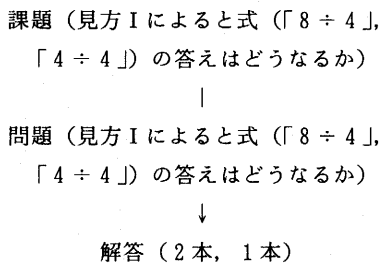 課題（見方Ⅰによると式（「8÷4」，
「4÷4」）の答えはどうなるか）
問題（見方Ⅰによると式（「8÷4」，
「4÷4」）の答えはどうなるか）
↓
解答（2本，1本）